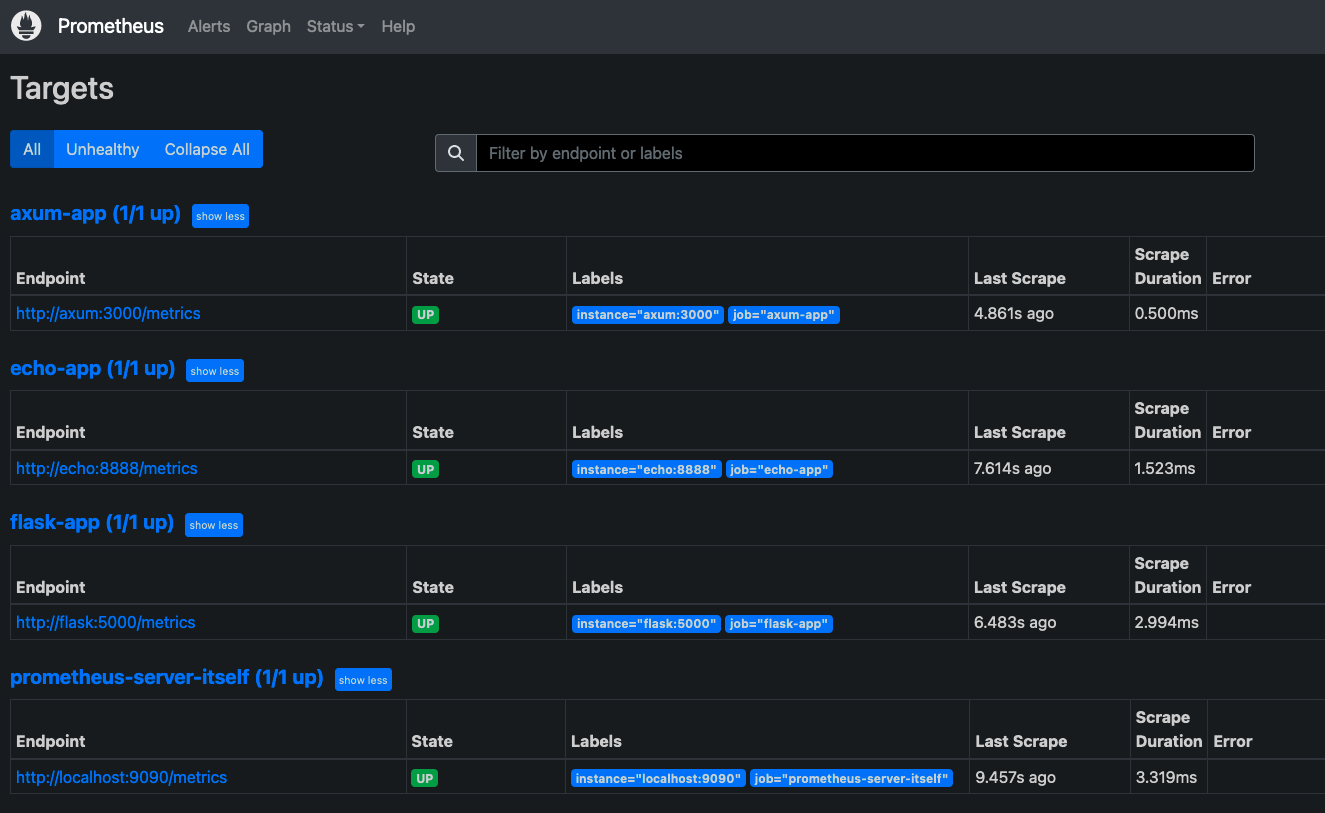 Prometheus Alerts Graph Status Help
Targets
All Unhealthy Collapse All
Filter by endpoint or labels
axum-app (1/1 up) show less
Endpoint State Labels Last Scrape Scrape Duration Error
http://axum:3000/metrics UP instance="axum:3000" job="axum-app" 4.861s ago 0.500ms
echo-app (1/1 up) show less
Endpoint State Labels Last Scrape Scrape Duration Error
http://echo:8888/metrics UP instance="echo:8888" job="echo-app" 7.614s ago 1.523ms
flask-app (1/1 up) show less
Endpoint State Labels Last Scrape Scrape Duration Error
http://flask:5000/metrics UP instance="flask:5000" job="flask-app" 6.483s ago 2.994ms
prometheus-server-itself (1/1 up) show less
Endpoint State Labels Last Scrape Scrape Duration Error
http://localhost:9090/metrics UP instance="localhost:9090" job="prometheus-server-itself" 9.457s ago 3.319ms